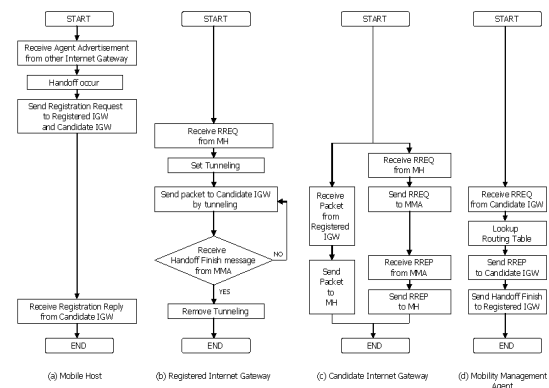 START
Receive Agent Advertisement
from other Internet Gateway
Handoff occur
Send Registration Request
to Registered IGW
and Candidate IGW
Receive Registration Reply
from Candidate IGW
END
(a) Mobile Host
START
Receive RREQ
from MH
Set Tunneling
Send packet to Candidate IGW
by tunneling
Receive
Handoff Finish message
from MMA
NO
YES
Remove Tunneling
END
(b) Registered Internet Gateway
START
Receive
Packet
from
Registered
IGW
Send
Packet
to
MH
Receive RREQ
from MH
Send RREQ
to MMA
Receive RREP
from MMA
Send RREP
to MH
END
(c) Candidate Internet Gateway
START
Receive RREQ
from Candidate IGW
Lookup
Routing Table
Send RREP
to Candidate IGW
Send Handoff Finish
to Registered IGW
END
(d) Mobility Management
Agent